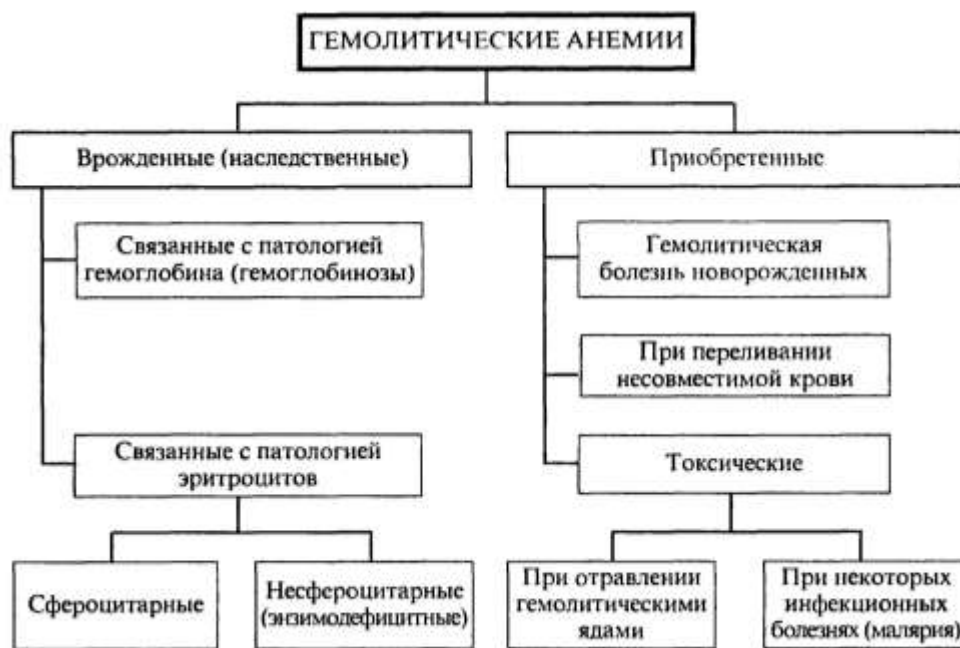 ГЕМОЛИТИЧЕСКИЕ АНЕМИИ
Врожденные (наследственные)
Приобретенные
Связанные с патологией
гемоглобина (гемоглобинозы)
Гемолитическая
болезнь новорожденных
При переливании
несовместимой крови
Связанные с патологией
эритроцитов
Токсические
Сфероцитарные
Несфероцитарные
(энзимодефицитные)
При отравлении
гемолитическими
ядами
При некоторых
инфекционных
болезнях (малярия)